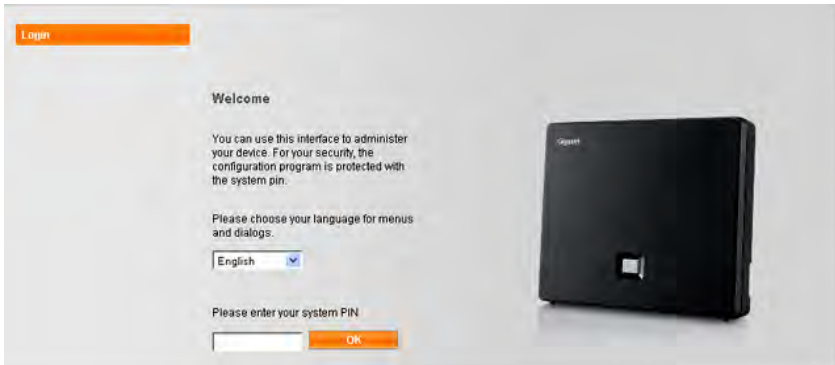 Login
Welcome
You can use this interface to administer
your device. For your security, the
configuration program is protected with
the system pin.
Please choose your language for menus
and dialogs.
English
Please enter your system PIN
OK
Gigaset